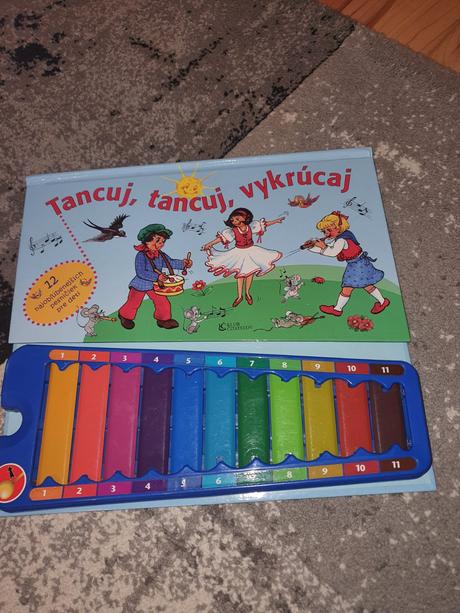 Tancuj, tancuj, vykrúcaj
12
najobľúbenejších
pesničiek
pre deti
KLUB
1 2 3 4 5 6 7 8 9 10 11
1 2 3 4 5 6 7 8 9 10 11